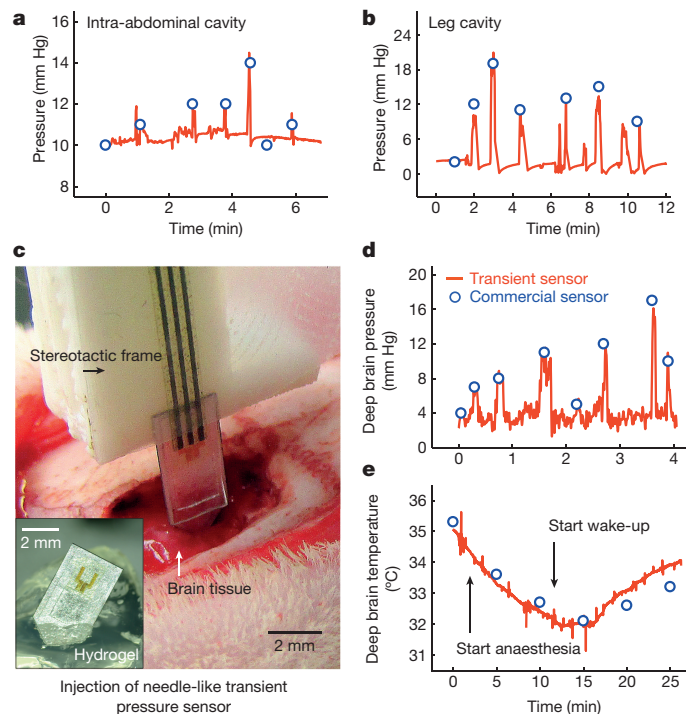 a
Intra-abdominal cavity
Pressure (mm Hg)
16
14
12
10
8
0
2
4
6
Time (min)
b
Leg cavity
Pressure (mm Hg)
24
18
12
6
0
0
2
4
6
8
10
12
Time (min)
c
Stereotactic frame
Brain tissue
2 mm
2 mm
Hydrogel
Injection of needle-like transient
pressure sensor
d
Transient sensor
Commercial sensor
Deep brain pressure
(mm Hg)
20
16
12
8
4
0
0
1
2
3
4
e
Start wake-up
Start anaesthesia
Deep brain temperature
(ºC)
36
35
34
33
32
31
0
5
10
15
20
25
Time (min)